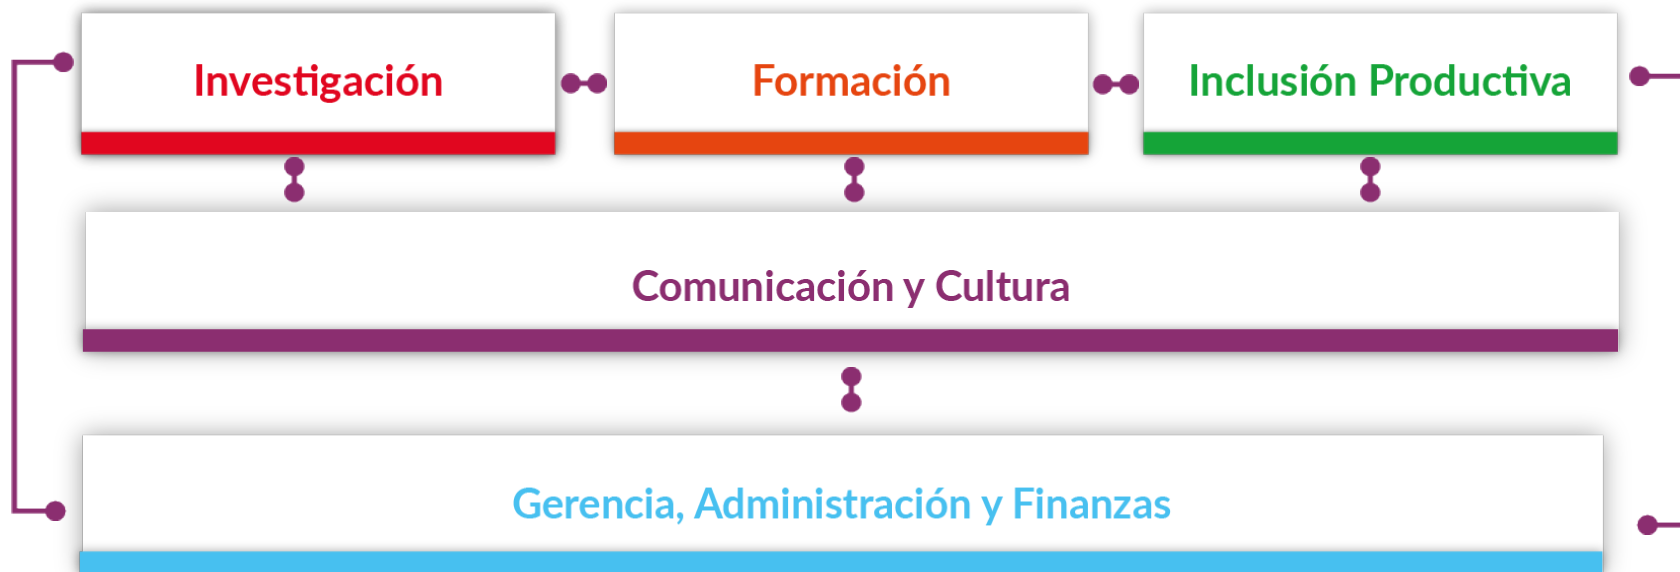 Investigación
Formación
Inclusión Productiva
Comunicación y Cultura
Gerencia, Administración y Finanzas